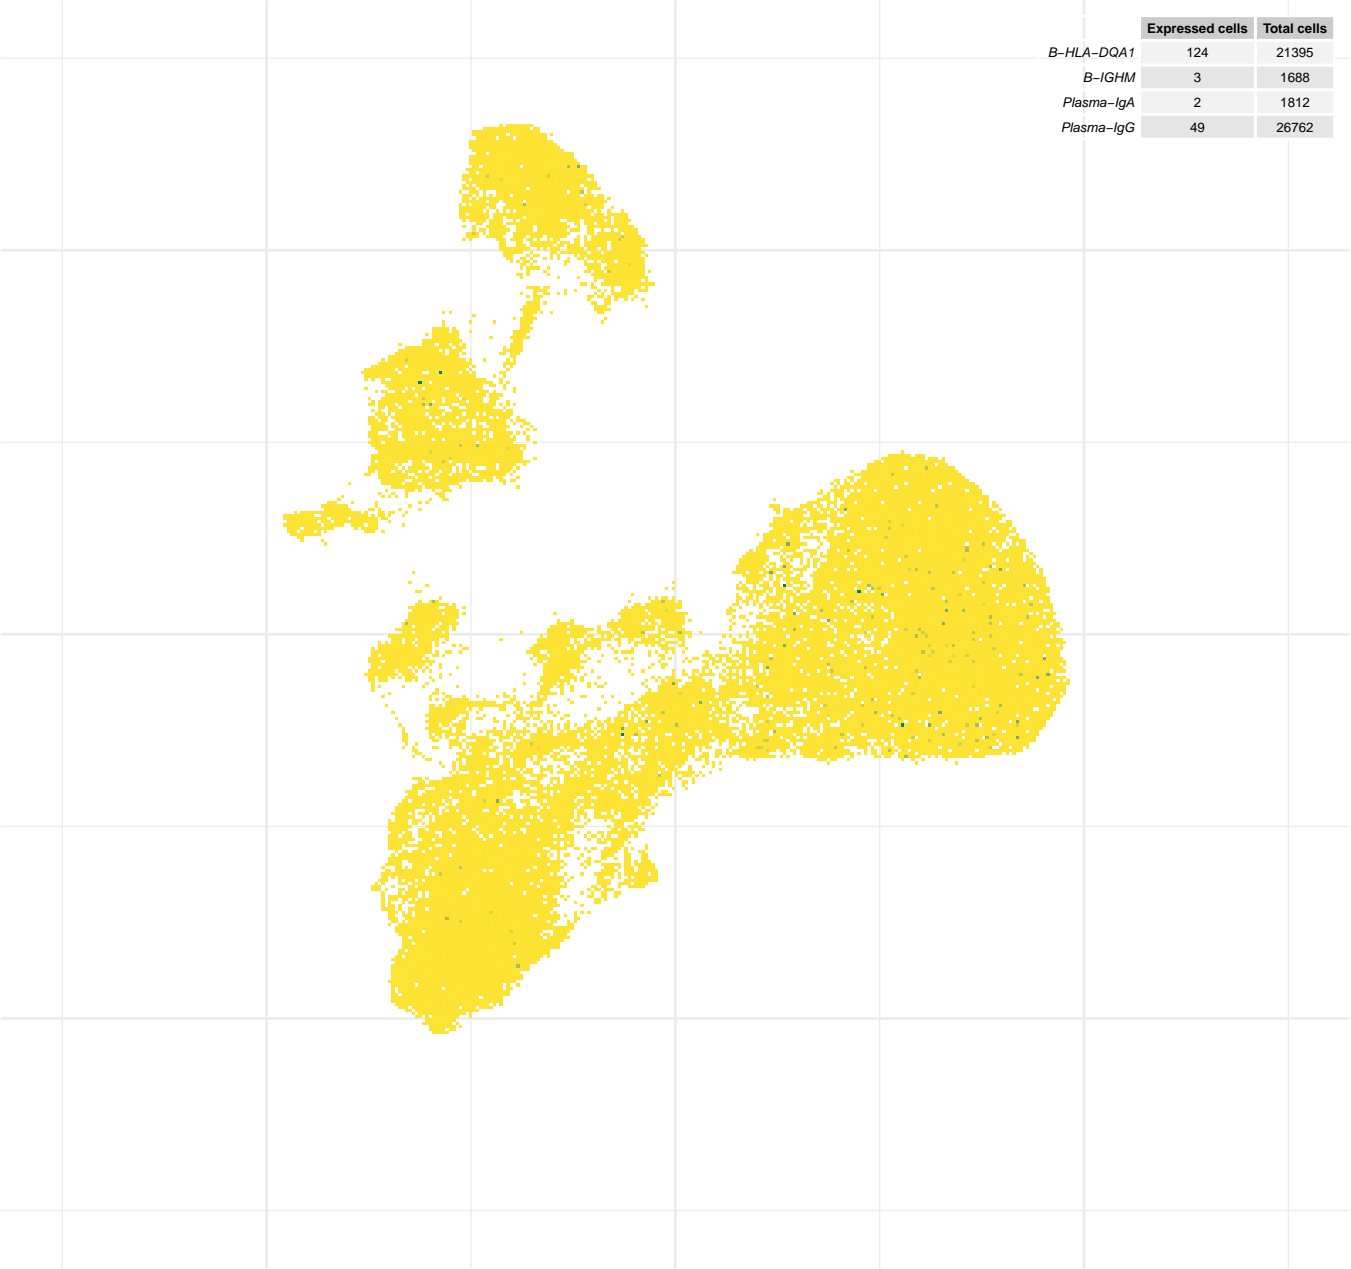 Expressed cells Total cells
B−HLA−DQA1 124 21395
B−IGHM 3 1688
Plasma−IgA 2 1812
Plasma−IgG 49 26762